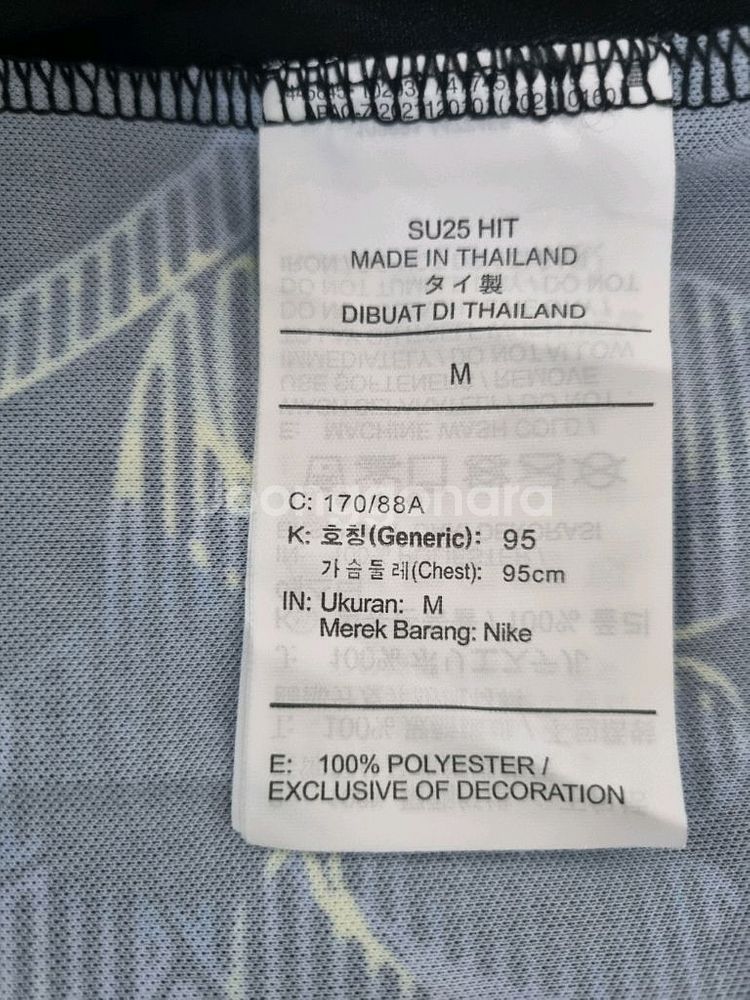 SU25 HIT
MADE IN THAILAND
タイ製
DIBUAT DI THAILAND
M
C: 170/88A
K: 호칭(Generic): 95
가슴둘레(Chest): 95cm
IN: Ukuran: M
Merek Barang: Nike
E: 100% POLYESTER /
EXCLUSIVE OF DECORATION